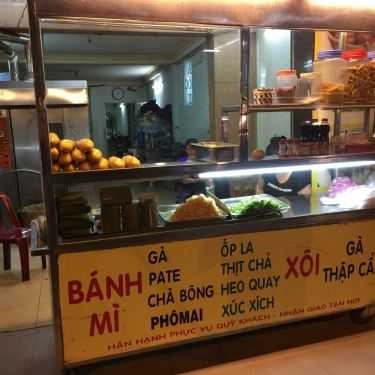 BÁNH MÌ
GÀ
PATE
CHÀ BÔNG
PHÔMAI
ỐP LA
THỊT CHẢ
HEO QUAY
XÚC XÍCH
XÔI
GÀ
THẬP CẨ
HÂN HẠNH PHỤC VỤ QUÝ KHÁCH - NHẬN GIAO TẬN NƠI